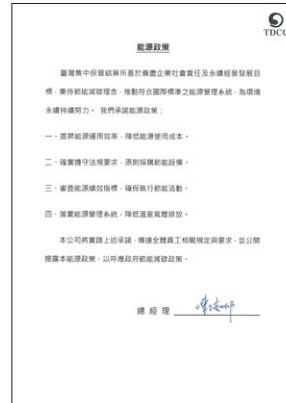 TDCC
能源政策
臺灣集中保管結算所基於善盡企業社會責任及永續經營發展目
標，秉持節能減碳理念，推動符合國際標準之能源管理系統，為環境
永續持續努力。我們承諾能源政策：
一、提昇能源運用效率，降低能源使用成本。
二、確實遵守法規要求，原則採購節能設備。
三、審查能源績效指標，確保執行節能活動。
四、落實能源管理系統，降低溫室氣體排放。
本公司將實踐上述承諾，傳達全體員工相關規定與要求，並公開
揭露本能源政策，以呼應政府節能減碳政策。
總經理